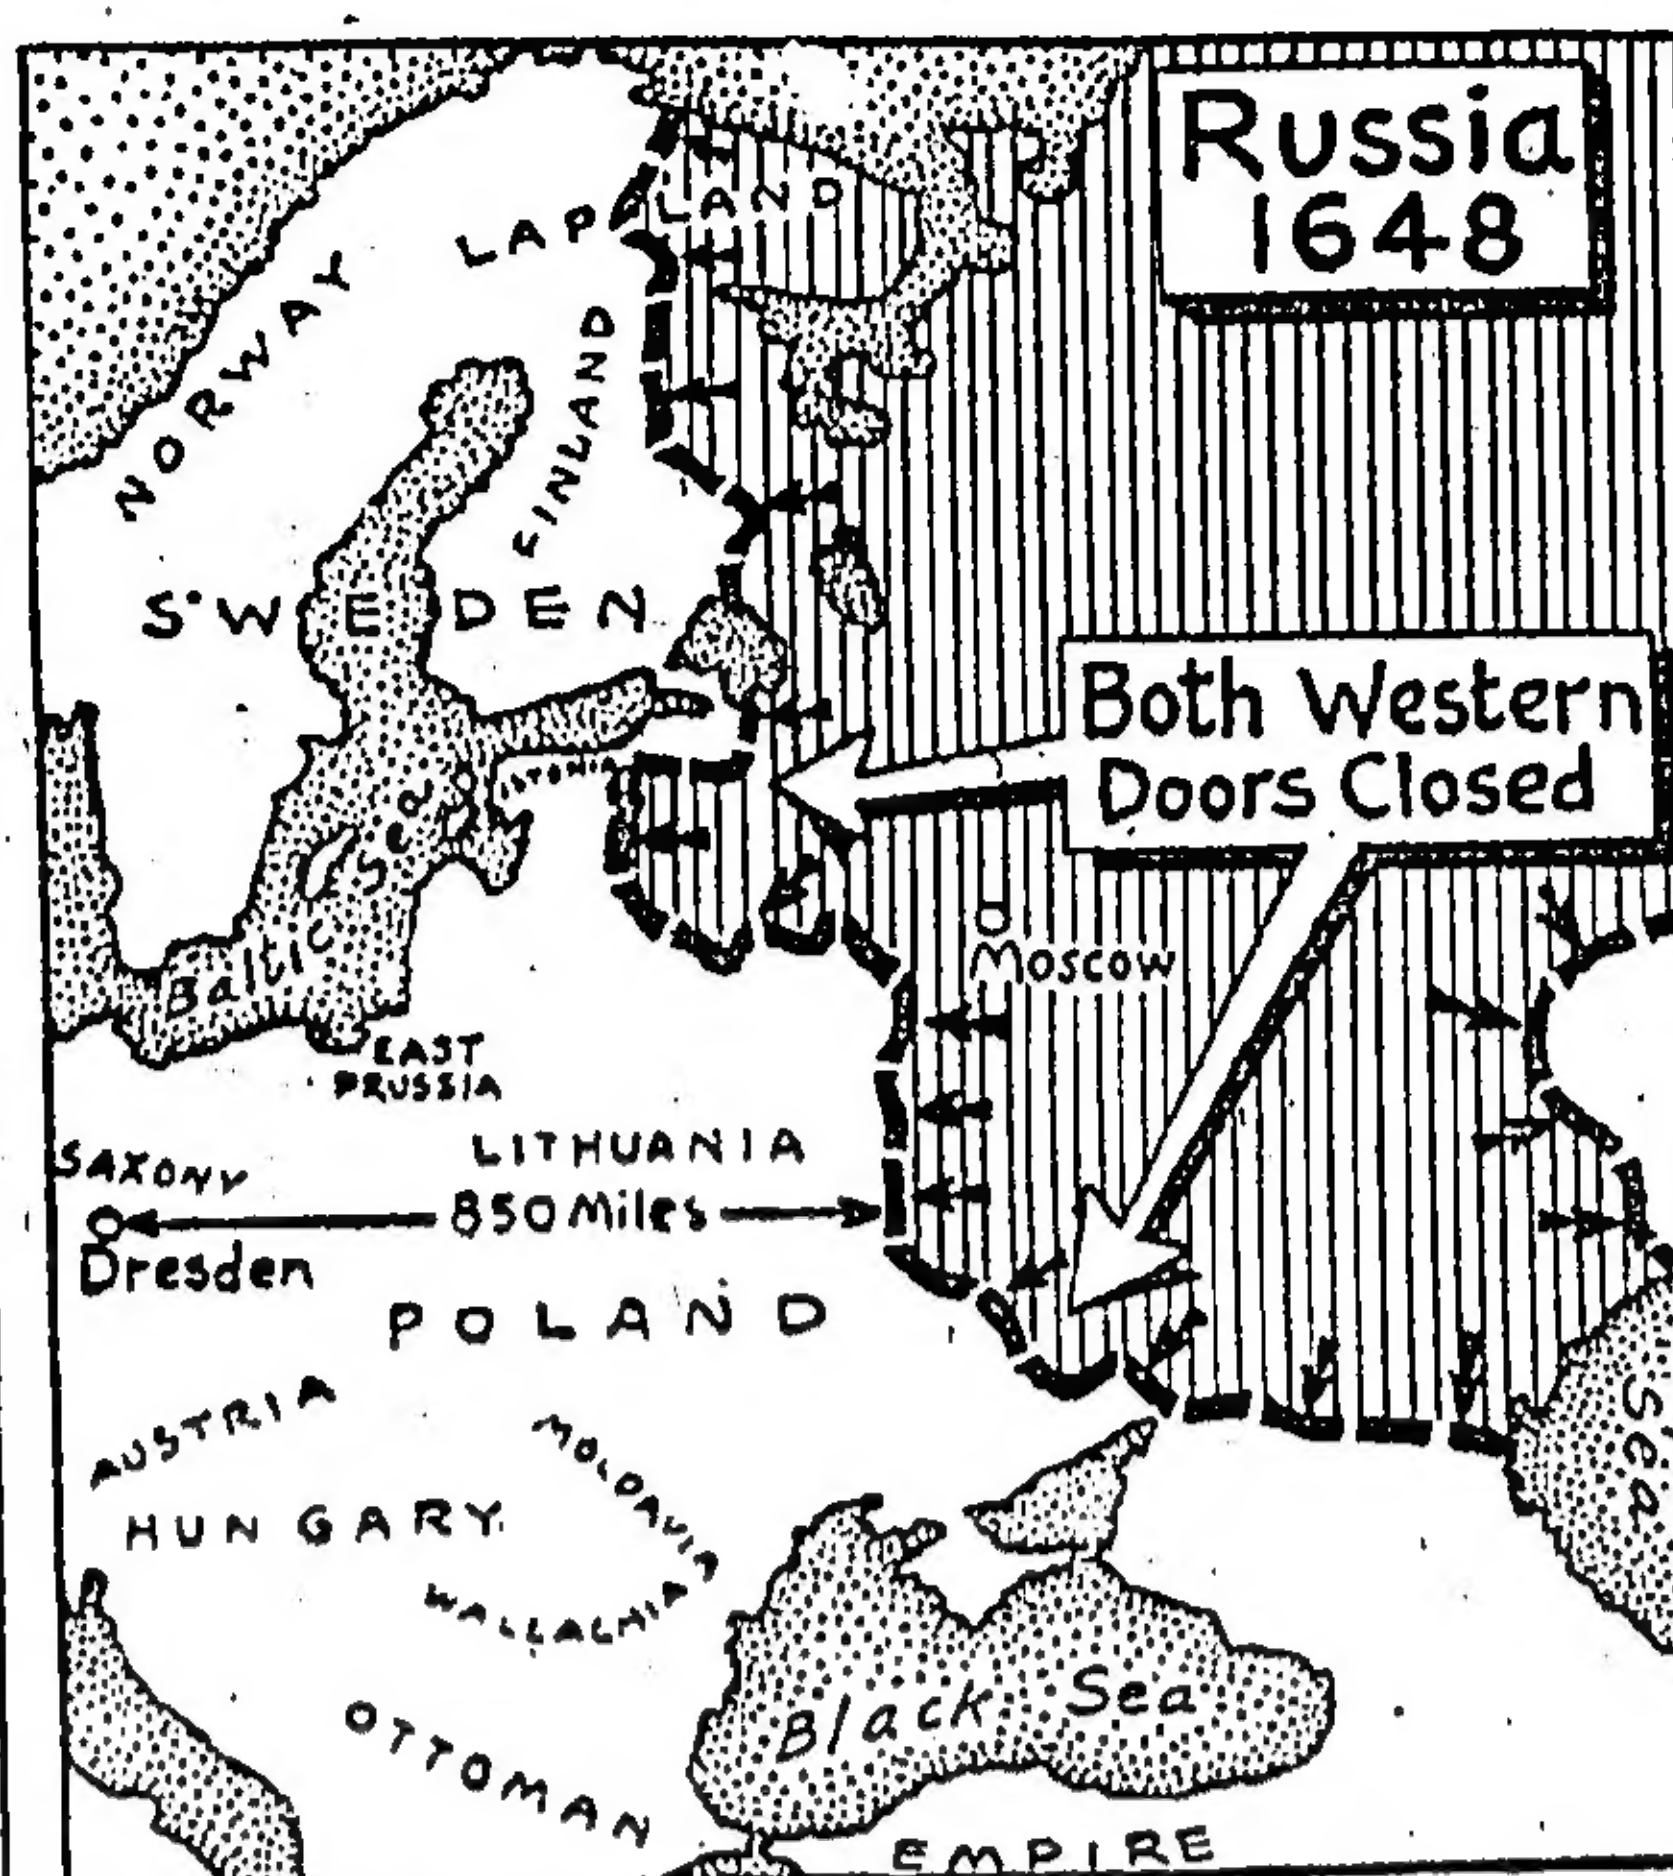 Russia
1648
LAPLAND
NORWAY
FINLAND
SWEDEN
Both Western
Doors Closed
ESTONIA
Baltic Sea
Moscow
EAST
PRUSSIA
LITHUANIA
SAXONY
850 Miles
Dresden
POLAND
AUSTRIA
MOLDAVIA
HUNGARY
WALLACHIA
Sea
Black Sea
OTTOMAN
EMPIRE